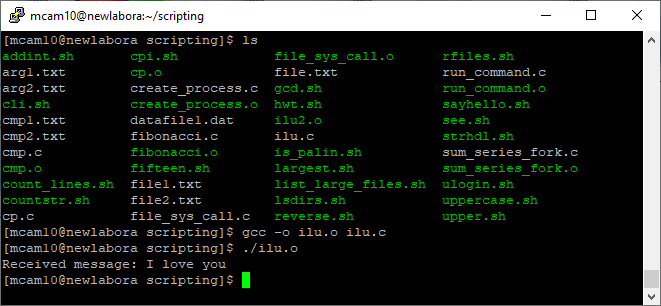 mcam10@newlabora:~/scripting
[mcam10@newlabora scripting]$ ls
addint.sh cpi.sh file_sys_call.o rfiles.sh
arg1.txt cp.o file.txt run_command.c
arg2.txt create_process.c gcd.sh run_command.o
cli.sh create_process.o hwt.sh sayhello.sh
cmp1.txt datafile1.dat ilu2.o see.sh
cmp2.txt fibonacci.c ilu.c strhdl.sh
cmp.c fibonacci.o is_palin.sh sum_series_fork.c
cmp.o fifteen.sh largest.sh sum_series_fork.o
count_lines.sh file1.txt list_large_files.sh ulogin.sh
countstr.sh file2.txt lsdirs.sh uppercase.sh
cp.c file_sys_call.c reverse.sh upper.sh
[mcam10@newlabora scripting]$ gcc -o ilu.o ilu.c
[mcam10@newlabora scripting]$ ./ilu.o
Received message: I love you
[mcam10@newlabora scripting]$